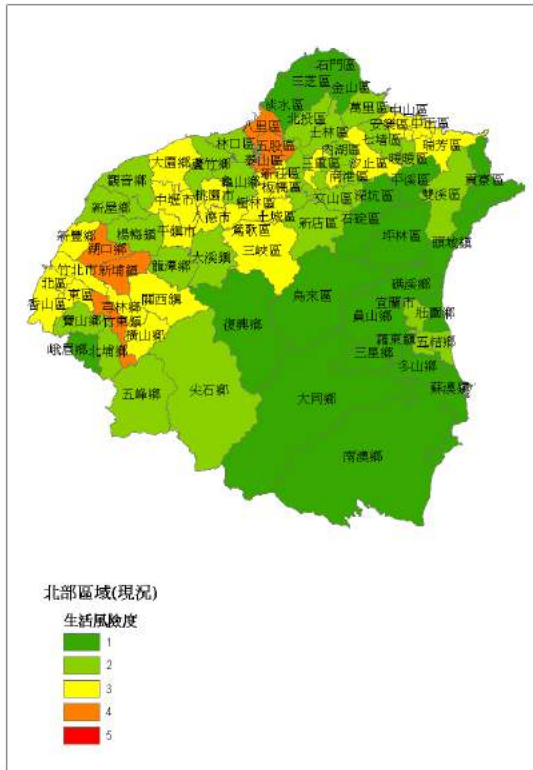 石門區
三芝區
金山區
淡水區
北投區
萬里區
中山區
八里區
士林區
安樂區
中正區
林口區
五股區
內湖區
七堵區
瑞芳區
大園鄉
蘆竹鄉
泰山區
三重區
汐止區
暖暖區
觀音鄉
龜山鄉
新莊區
南港區
平溪區
貢寮區
桃園市
板橋區
中壢市
樹林區
文山區
深坑區
雙溪區
新屋鄉
八德市
土城區
新店區
石碇區
新豐鄉
楊梅鎮
平鎮市
鶯歌區
坪林區
頭城鎮
湖口鄉
大溪鎮
三峽區
竹北市
新埔鎮
龍潭鄉
礁溪鄉
北區
東區
關西鎮
烏來區
宜蘭市
香山區
芎林鄉
員山鄉
壯圍鄉
寶山鄉
竹東鎮
復興鄉
橫山鄉
羅東鎮
五結鄉
峨眉鄉
北埔鄉
三星鄉
冬山鄉
五峰鄉
尖石鄉
大同鄉
蘇澳鎮
南澳鄉
北部區域(現況)
生活風險度
1
2
3
4
5